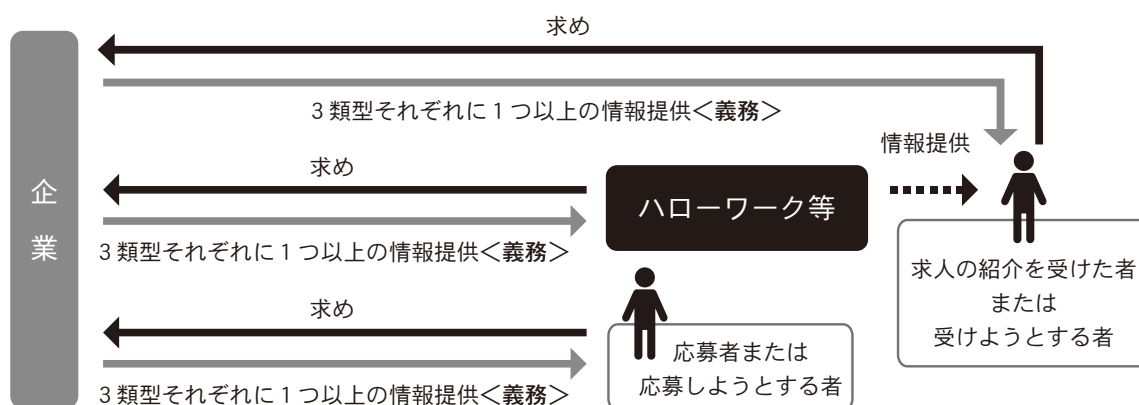 求め
3類型それぞれに1つ以上の情報提供＜義務＞
情報提供
求め
企業
ハローワーク等
3類型それぞれに1つ以上の情報提供＜義務＞
求人の紹介を受けた者
または
受けようとする者
求め
応募者または
応募しようとする者
3類型それぞれに1つ以上の情報提供＜義務＞